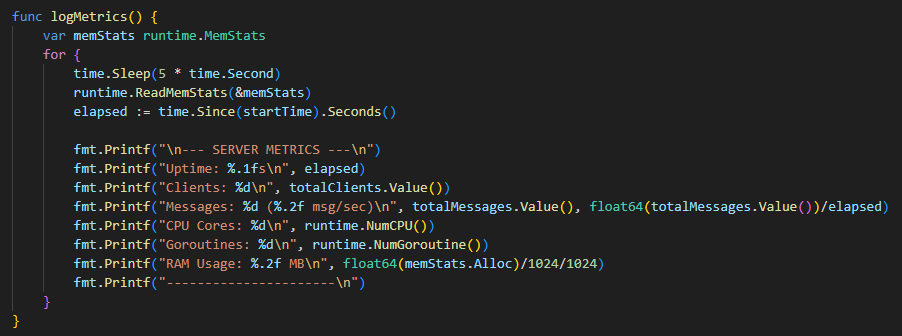 func logMetrics() {
    var memStats runtime.MemStats
    for {
        time.Sleep(5 * time.Second)
        runtime.ReadMemStats(&memStats)
        elapsed := time.Since(startTime).Seconds()

        fmt.Printf("\n--- SERVER METRICS ---\n")
        fmt.Printf("Uptime: %.1fs\n", elapsed)
        fmt.Printf("Clients: %d\n", totalClients.Value())
        fmt.Printf("Messages: %d (%.2f msg/sec)\n", totalMessages.Value(), float64(totalMessages.Value())/elapsed)
        fmt.Printf("CPU Cores: %d\n", runtime.NumCPU())
        fmt.Printf("Goroutines: %d\n", runtime.NumGoroutine())
        fmt.Printf("RAM Usage: %.2f MB\n", float64(memStats.Alloc)/1024/1024)
        fmt.Printf("----------------------\n")
    }
}